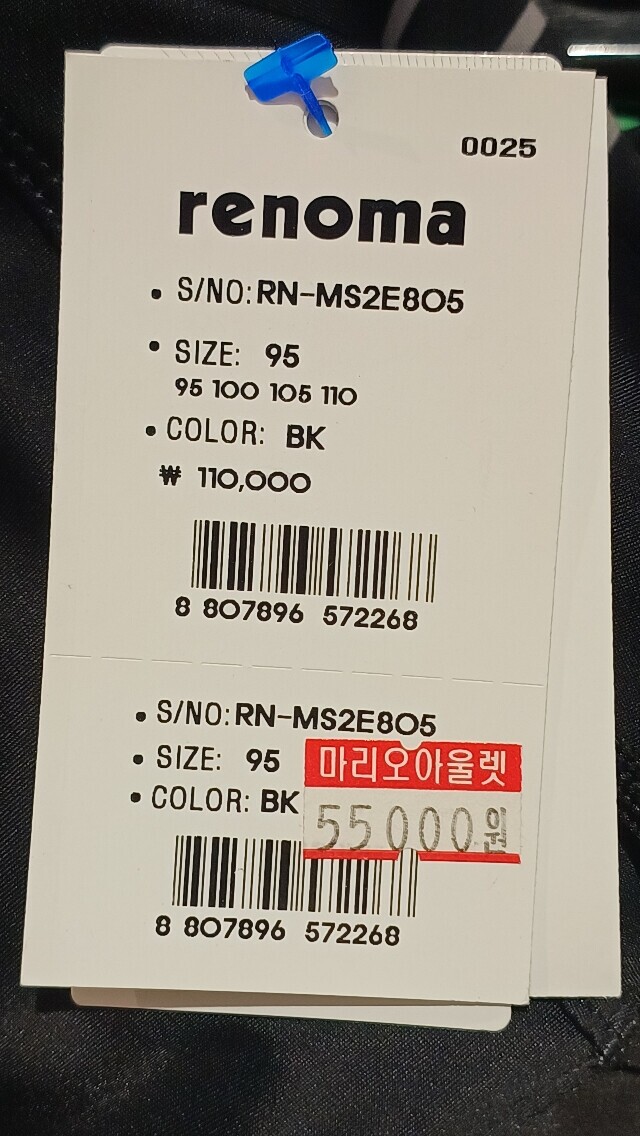 0025
renoma
• S/NO: RN-MS2E805
• SIZE: 95
95 100 105 110
• COLOR: BK
₩ 110,000
8 807896 572268
• S/NO: RN-MS2E805
• SIZE: 95
마리오아울렛
• COLOR: BK
55000원
8 807896 572268